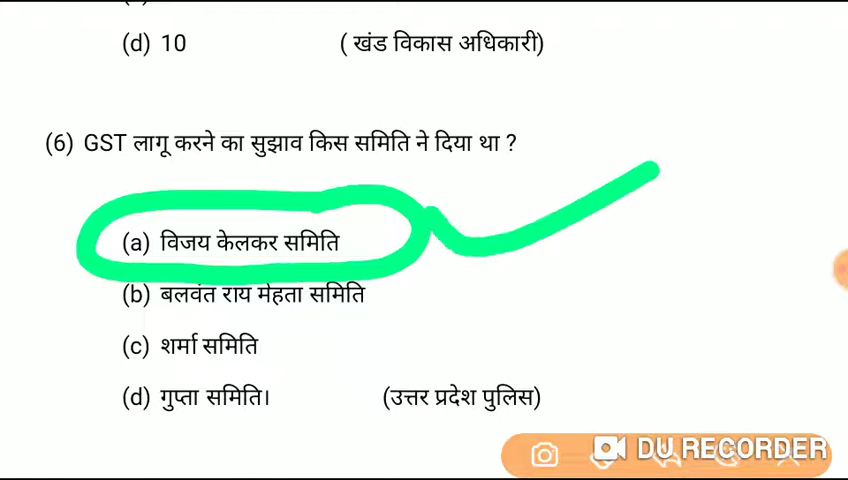 (d) 10 ( खंड विकास अधिकारी)
(6) GST लागू करने का सुझाव किस समिति ने दिया था ?
(a) विजय केलकर समिति
(b) बलवंत राय मेहता समिति
(c) शर्मा समिति
(d) गुप्ता समिति। (उत्तर प्रदेश पुलिस)
DU RECORDER